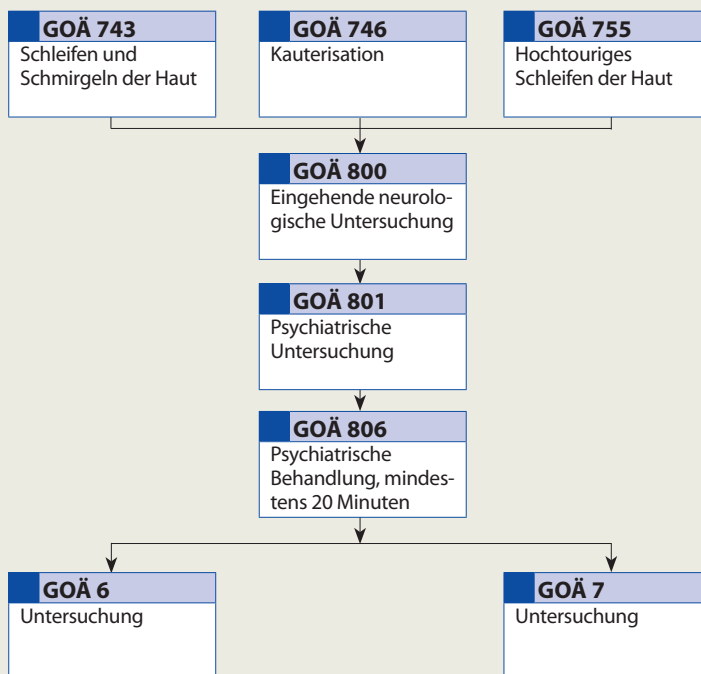 GOÄ 743
Schleifen und
Schmirgeln der Haut
GOÄ 746
Kauterisation
GOÄ 755
Hochtouriges
Schleifen der Haut
GOÄ 800
Eingehende neurolo-
gische Untersuchung
GOÄ 801
Psychiatrische
Untersuchung
GOÄ 806
Psychiatrische
Behandlung, mindes-
tens 20 Minuten
GOÄ 6
Untersuchung
GOÄ 7
Untersuchung